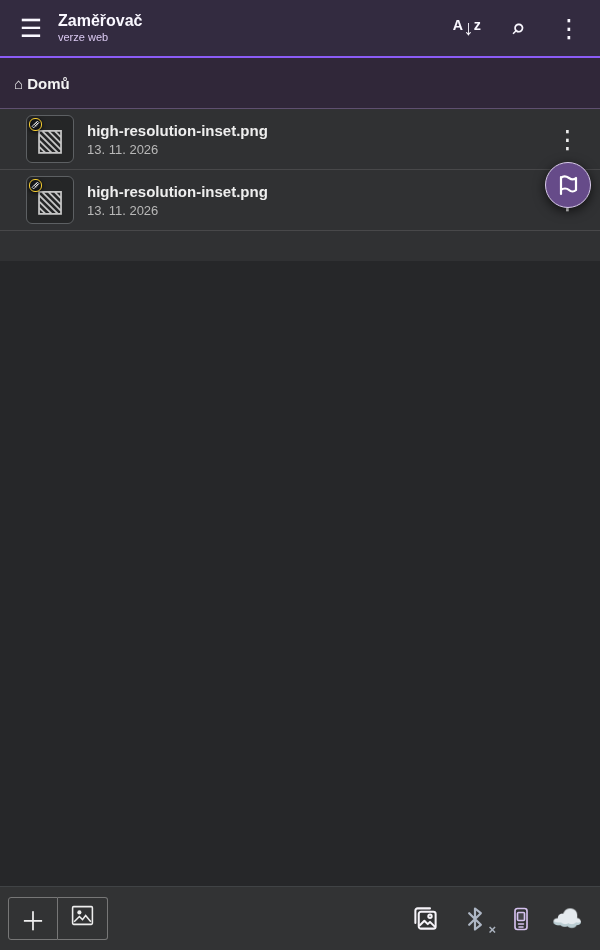 Zaměřovač
verze web
A↓z
Domů
high-resolution-inset.png
13. 11. 2026
high-resolution-inset.png
13. 11. 2026